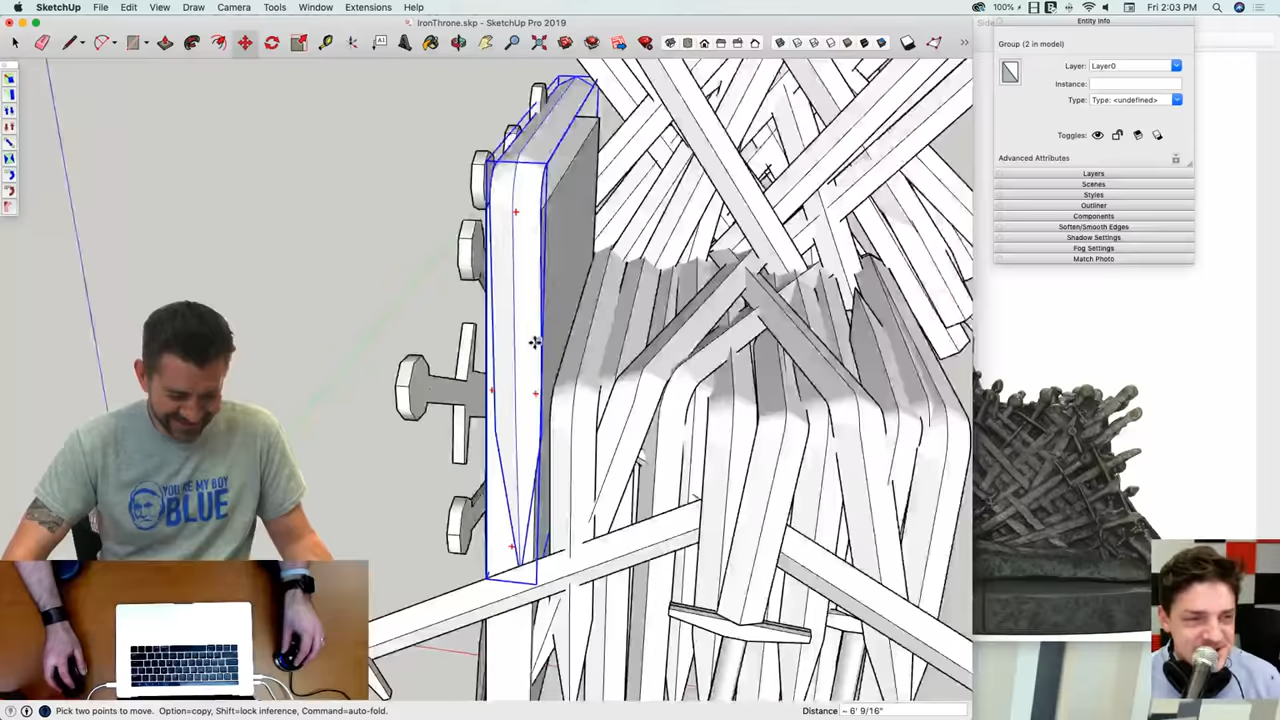 SketchUp File Edit View Draw Camera Tools Window Extensions Help
100% Fri 2:03 PM
IronThrone.skp - SketchUp Pro 2019
Side
Entity Info
Group (2 in model)
Layer: Layer0
Instance:
Type: Type: <undefined>
Toggles:
Advanced Attributes
Layers
Scenes
Styles
Outliner
Components
Soften/Smooth Edges
Shadow Settings
Fog Settings
Match Photo
YOU'RE MY BOY
BLUE
Pick two points to move. Option=copy, Shift=lock inference, Command=auto-fold.
Distance ~ 6' 9/16"